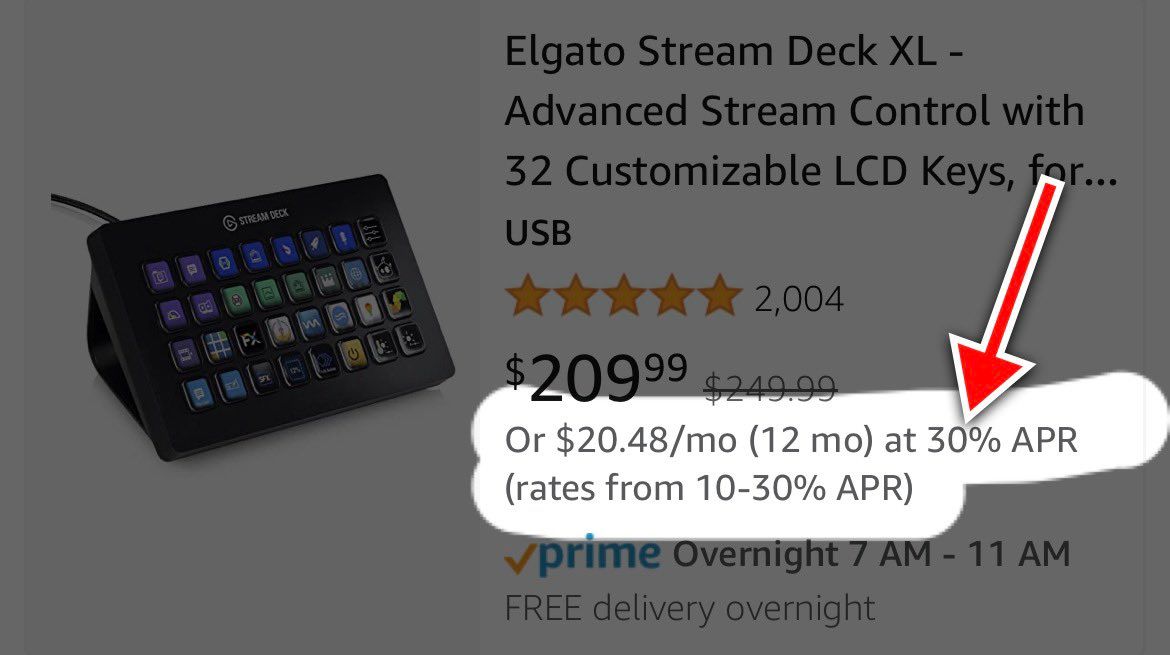 Elgato Stream Deck XL -
Advanced Stream Control with
32 Customizable LCD Keys, for...
USB
STREAM DECK
2,004
$209.99 $249.99
Or $20.48/mo (12 mo) at 30% APR
(rates from 10-30% APR)
prime Overnight 7 AM - 11 AM
FREE delivery overnight